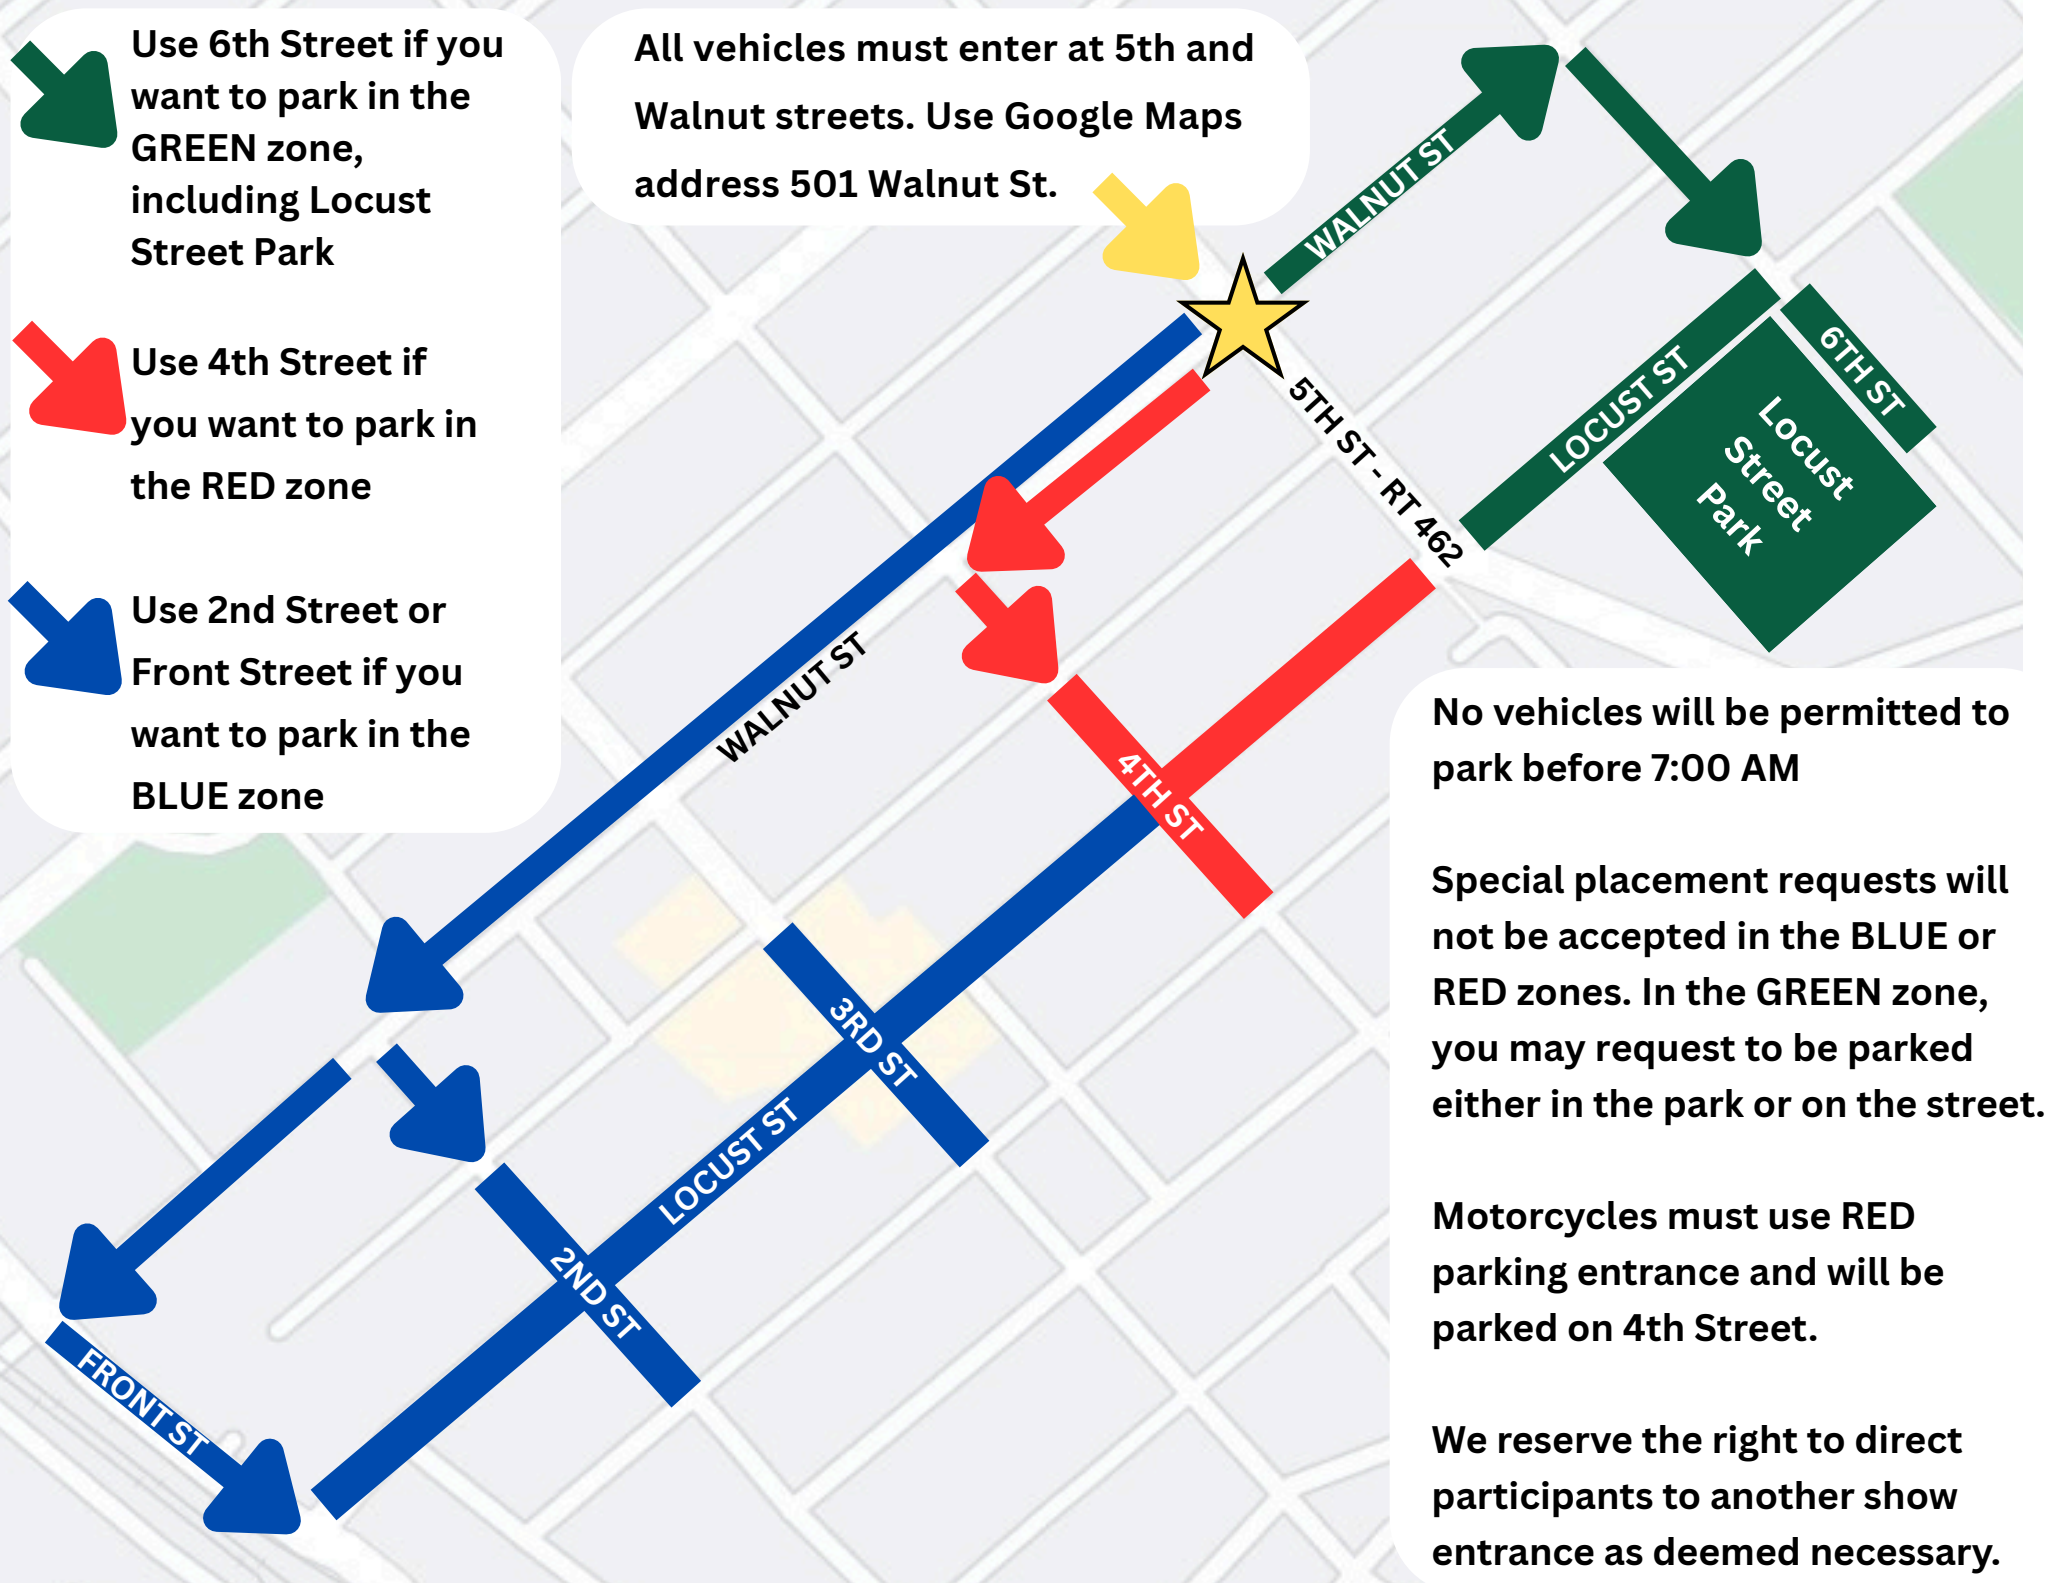 Use 6th Street if you
want to park in the
GREEN zone,
including Locust
Street Park
Use 4th Street if
you want to park in
the RED zone
Use 2nd Street or
Front Street if you
want to park in the
BLUE zone
All vehicles must enter at 5th and
Walnut streets. Use Google Maps
address 501 Walnut St.
WALNUT ST
5TH ST - RT 462
LOCUST ST
6TH ST
Locust
Street
Park
WALNUT ST
4TH ST
3RD ST
LOCUST ST
2ND ST
FRONT ST
No vehicles will be permitted to
park before 7:00 AM
Special placement requests will
not be accepted in the BLUE or
RED zones. In the GREEN zone,
you may request to be parked
either in the park or on the street.
Motorcycles must use RED
parking entrance and will be
parked on 4th Street.
We reserve the right to direct
participants to another show
entrance as deemed necessary.